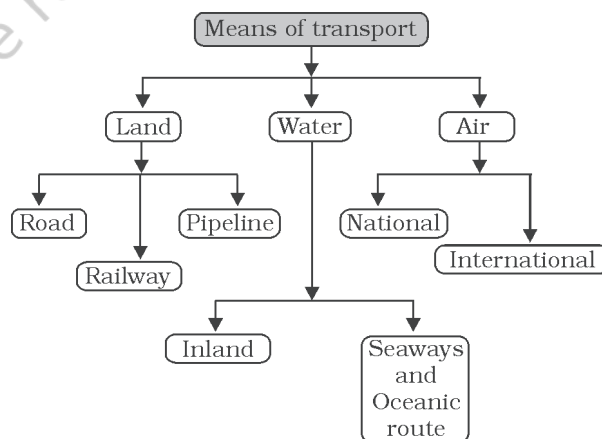 Means of transport
Land
Water
Air
Road
Pipeline
National
Railway
International
Inland
Seaways
and
Oceanic
route